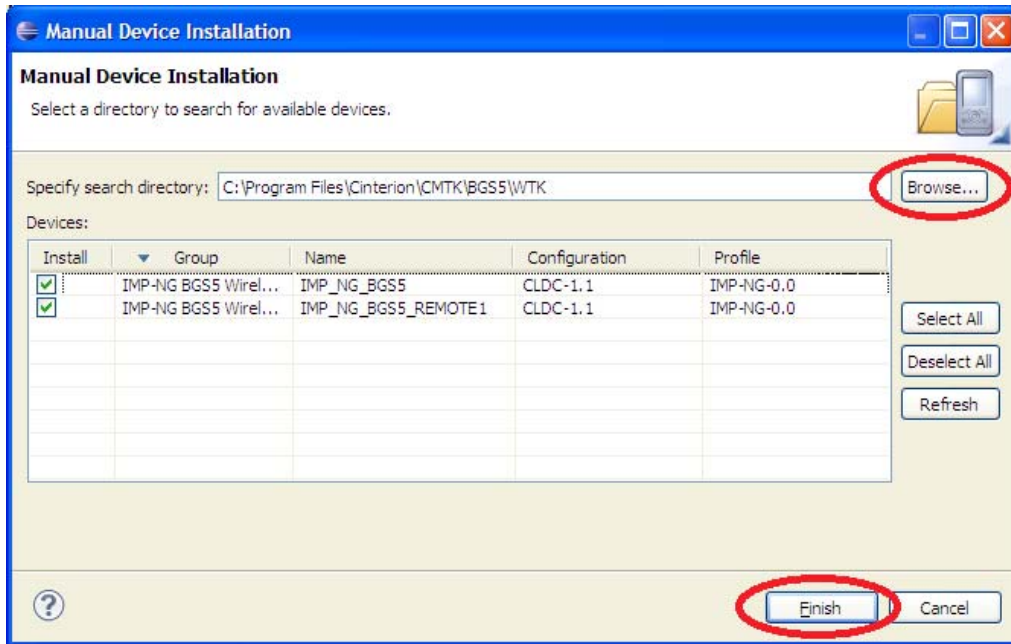 Manual Device Installation
Manual Device Installation
Select a directory to search for available devices.
Specify search directory: C:\Program Files\Cinterion\CMTK\BGS5\WTK Browse...
Devices:
Install Group Name Configuration Profile
IMP-NG BGS5 Wirel... IMP_NG_BGS5 CLDC-1.1 IMP-NG-0.0
IMP-NG BGS5 Wirel... IMP_NG_BGS5_REMOTE1 CLDC-1.1 IMP-NG-0.0
Select All
Deselect All
Refresh
? Finish Cancel